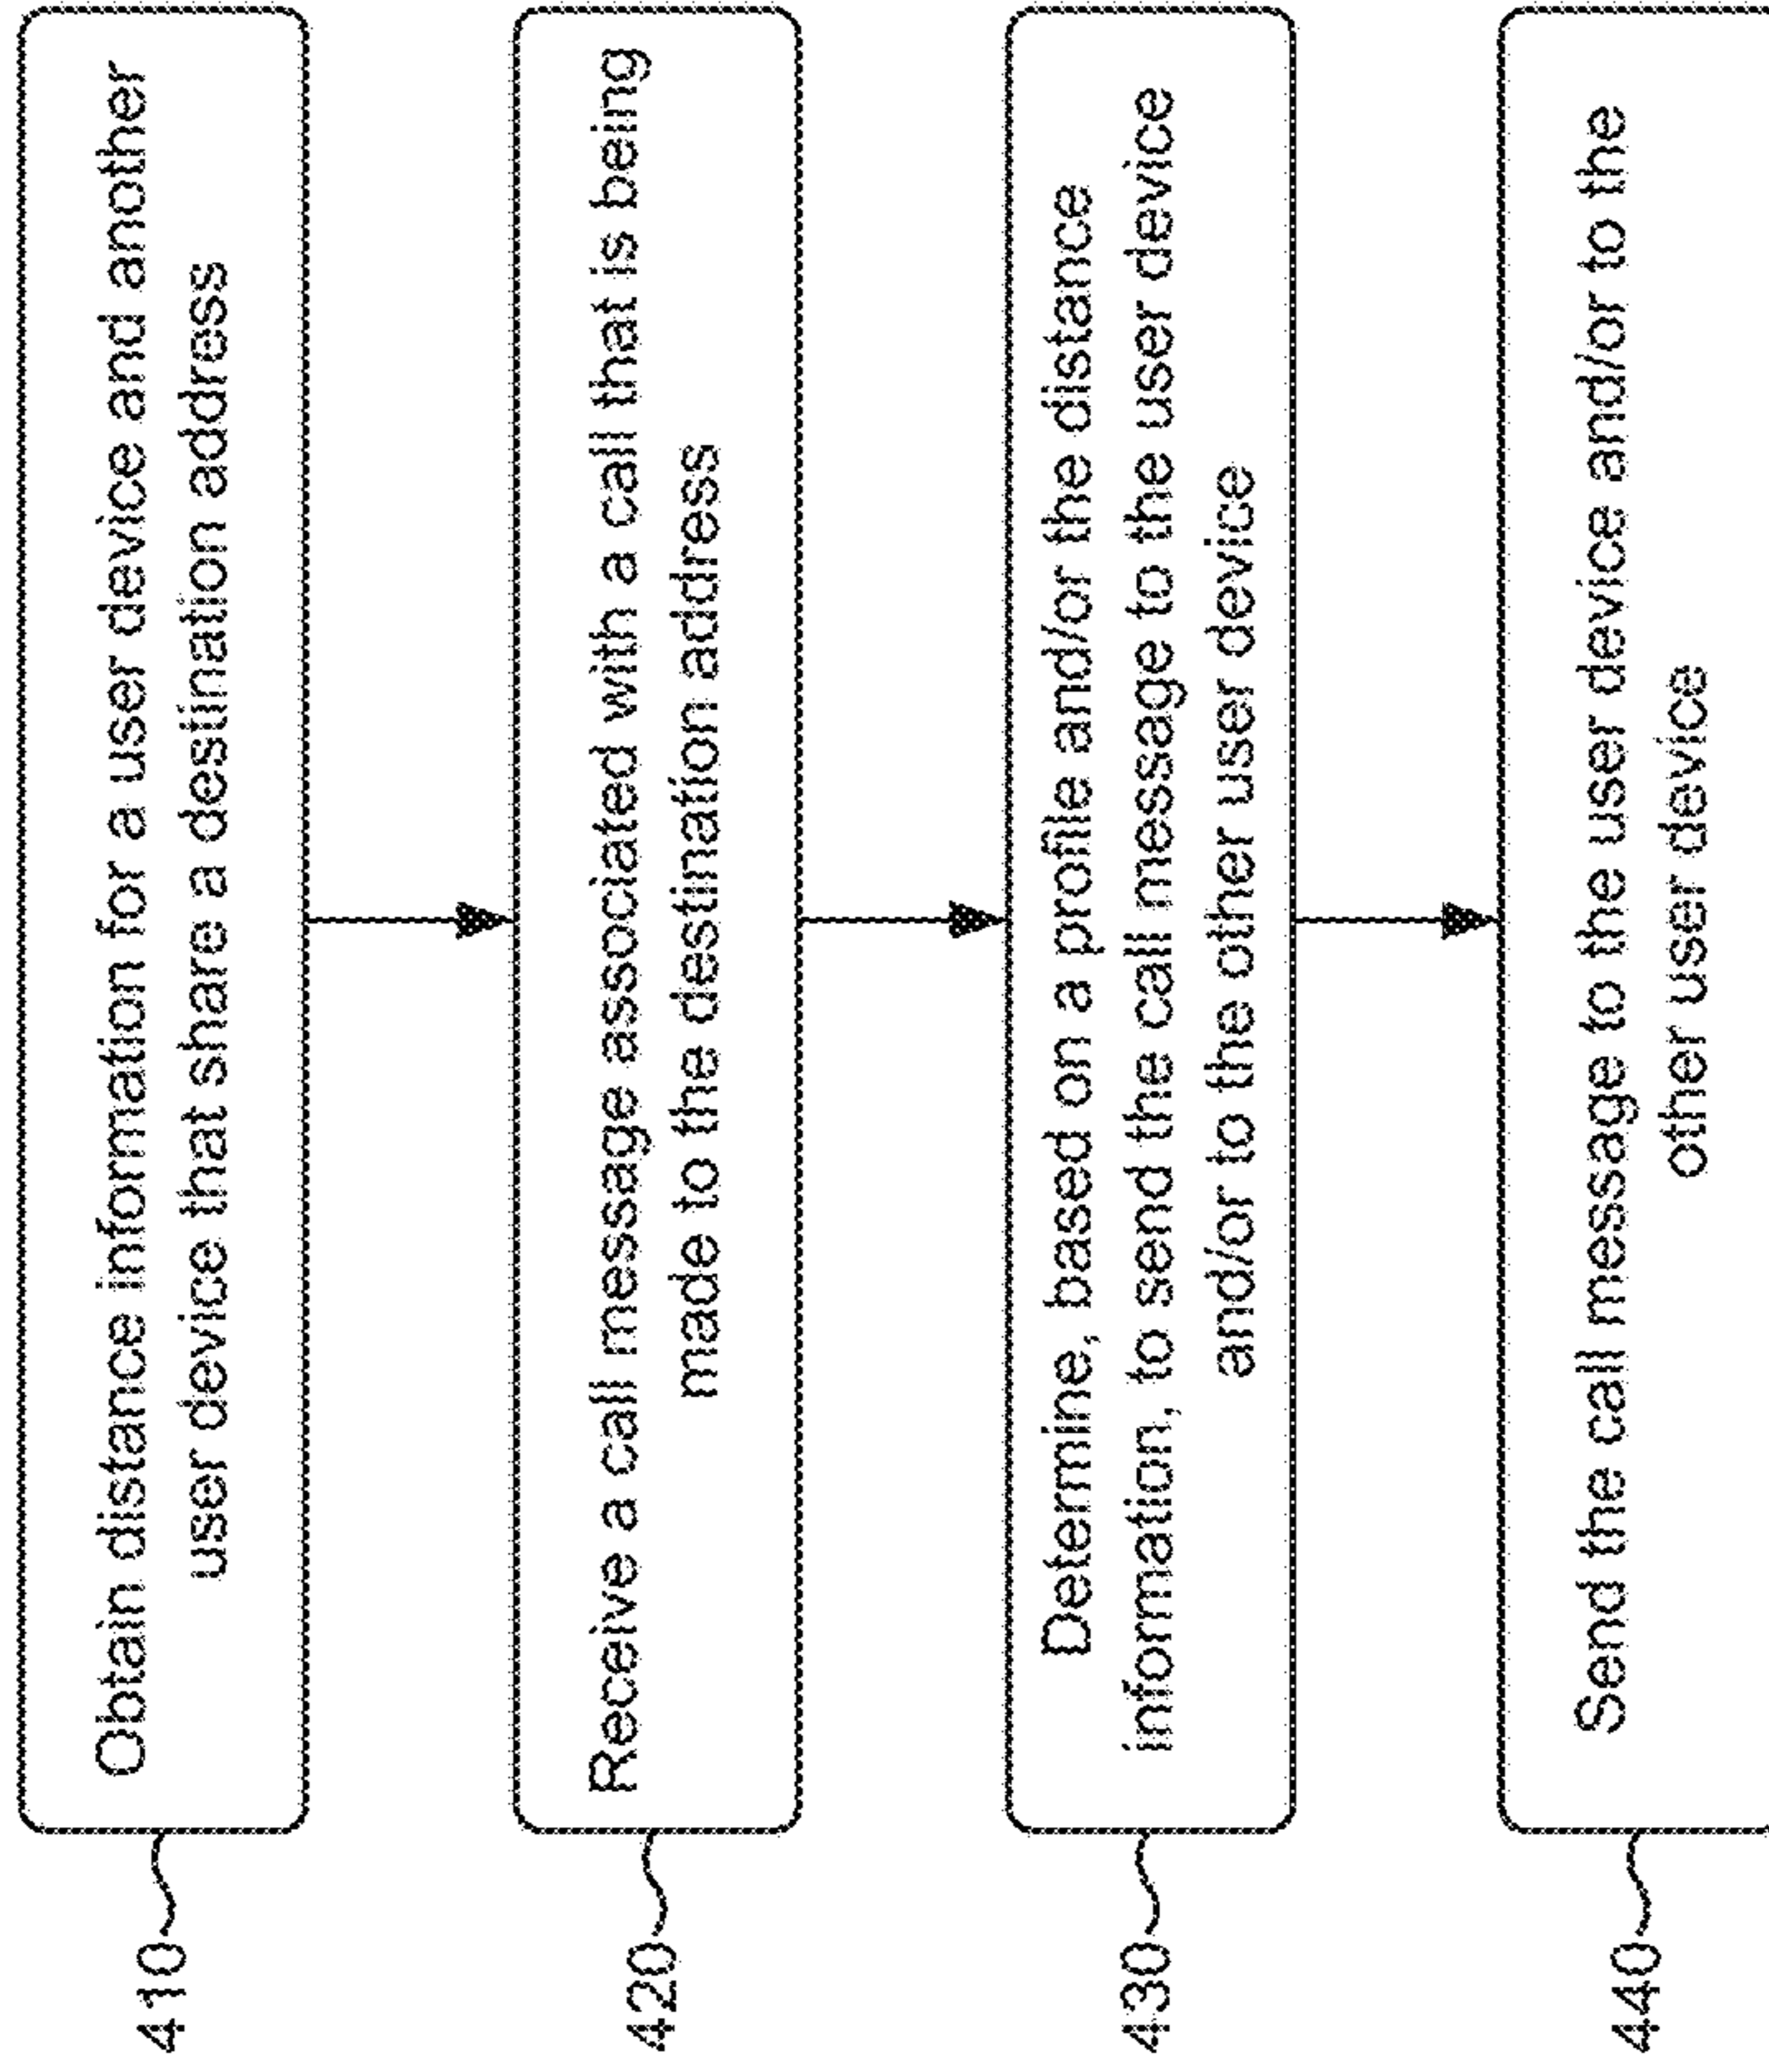 410
Obtain distance information for a user device and another
user device that share a destination address
420
Receive a call message associated with a call that is being
made to the destination address
430
Determine, based on a profile and/or the distance
information, to send the call message to the user device
and/or to the other user device
440
Send the call message to the user device and/or to the
other user device